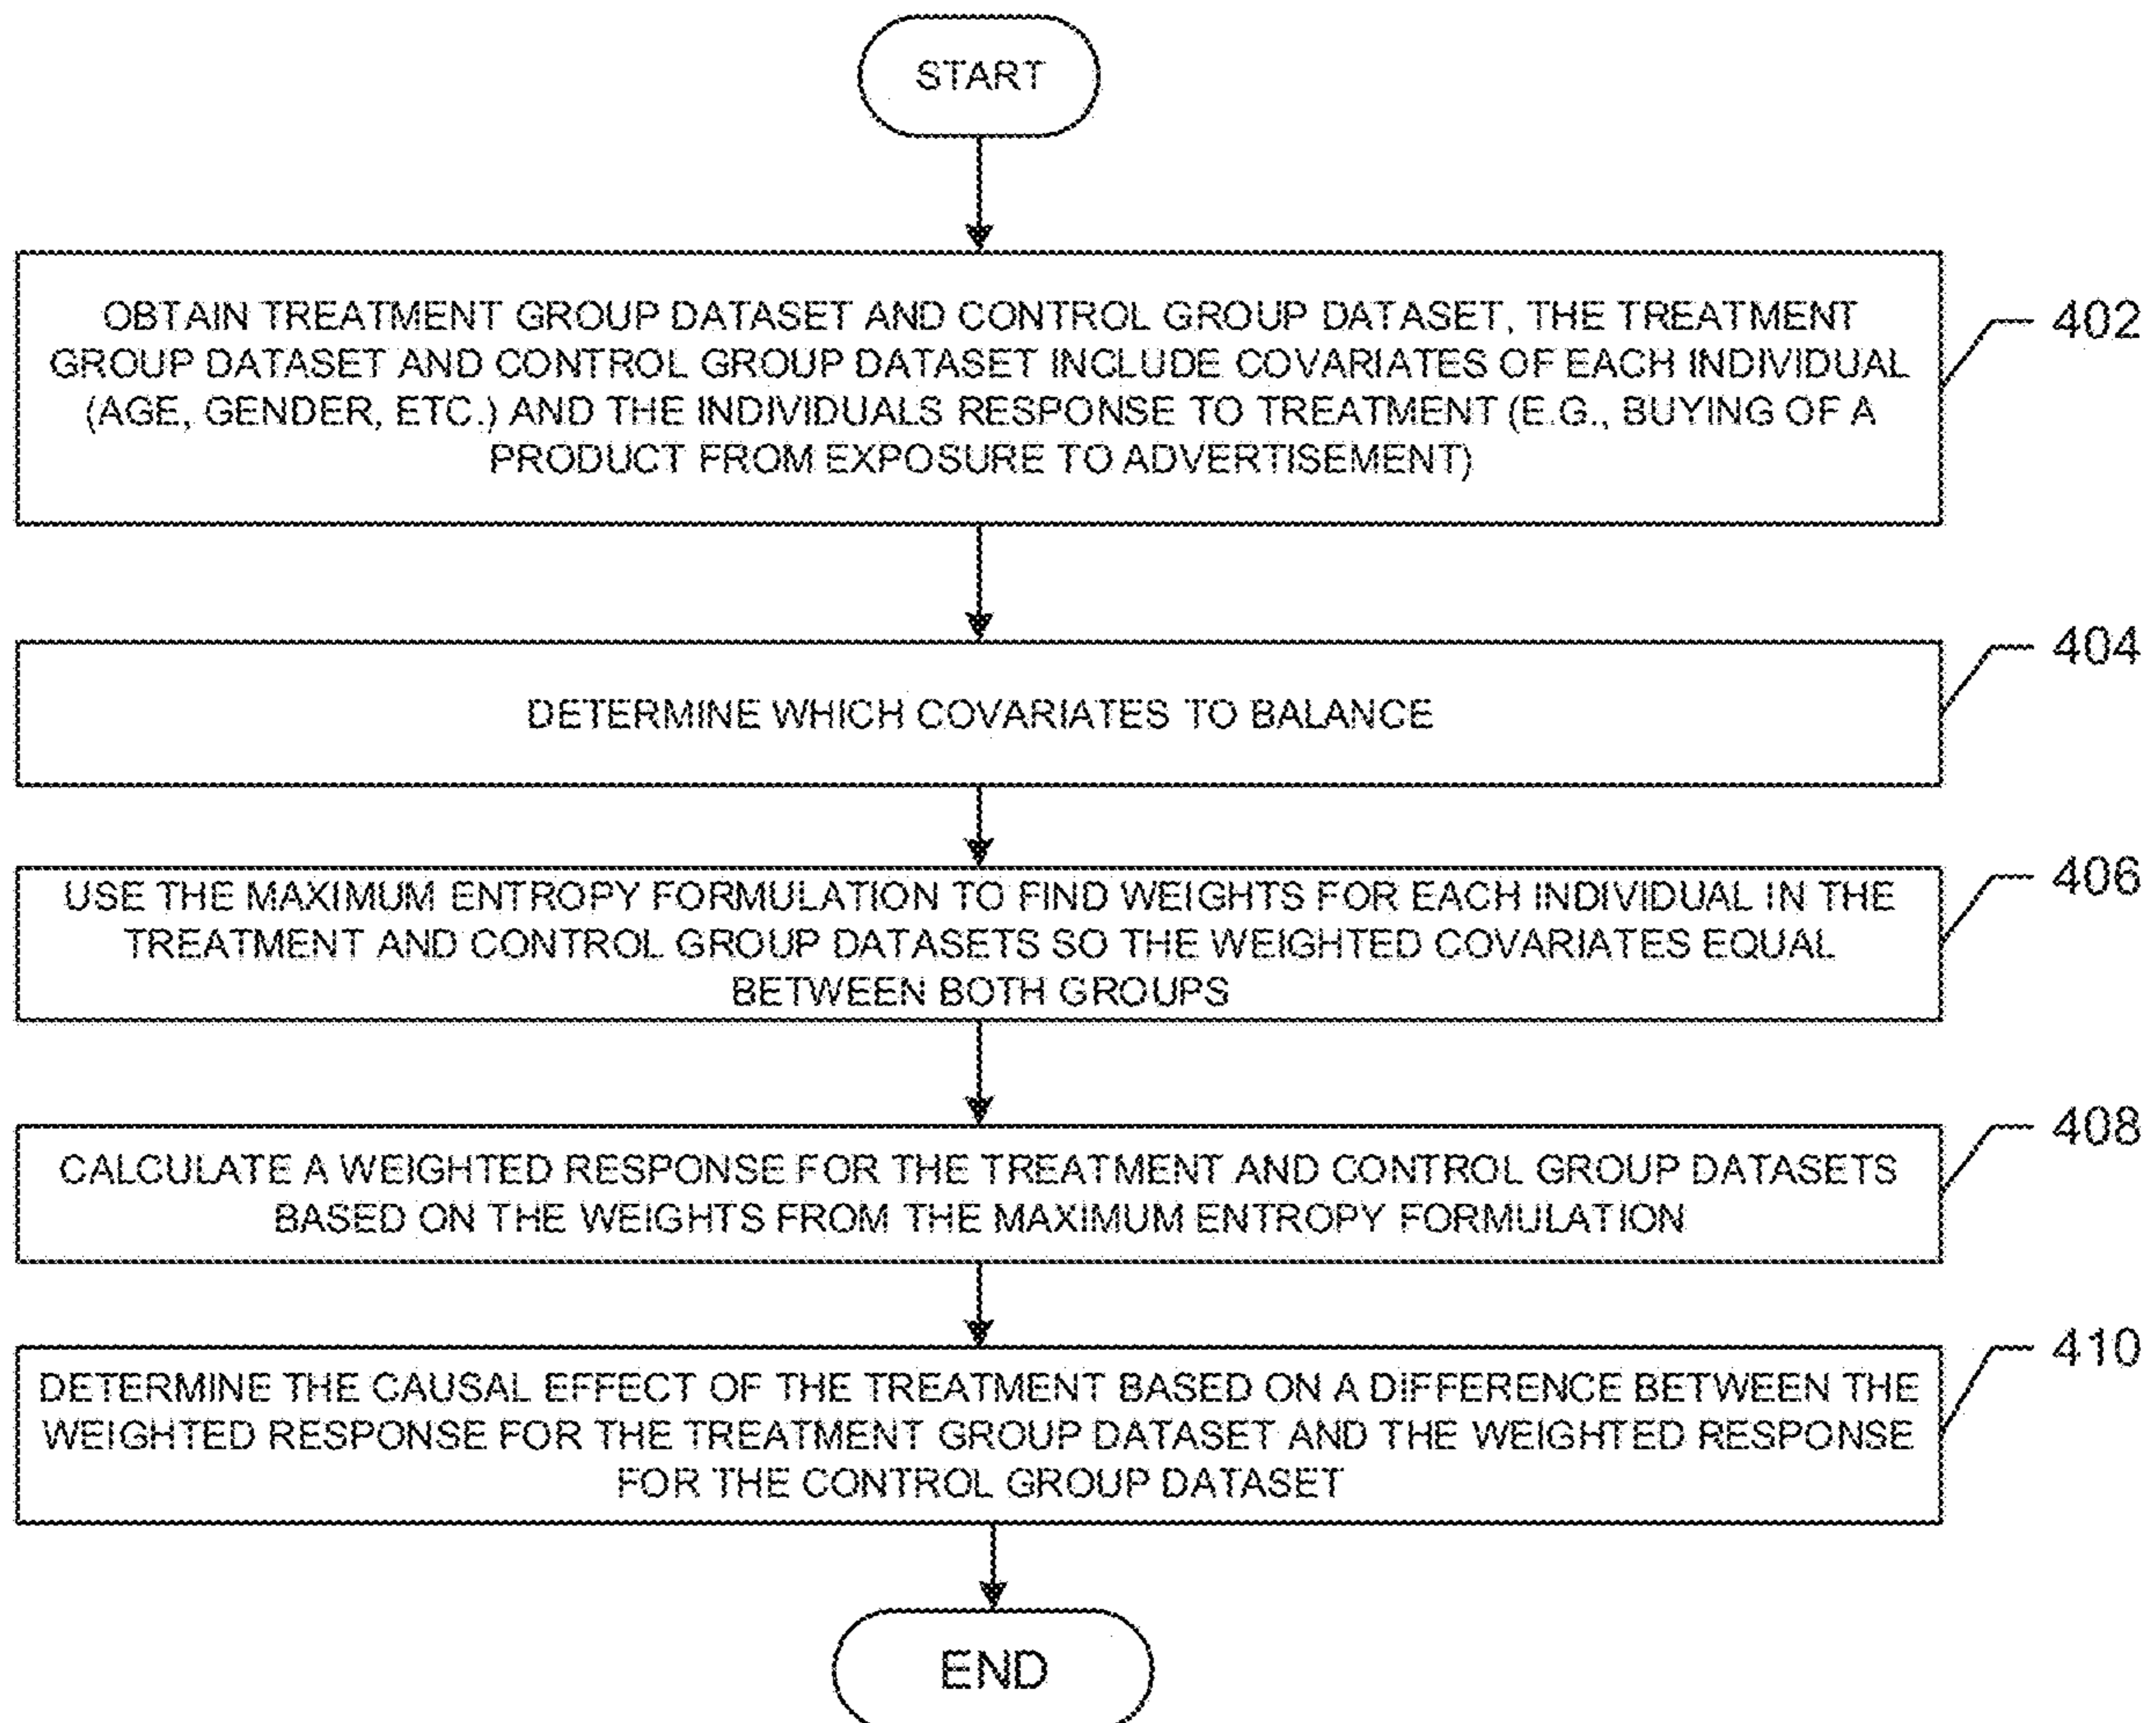 START
OBTAIN TREATMENT GROUP DATASET AND CONTROL GROUP DATASET, THE TREATMENT
GROUP DATASET AND CONTROL GROUP DATASET INCLUDE COVARIATES OF EACH INDIVIDUAL
(AGE, GENDER, ETC.) AND THE INDIVIDUALS RESPONSE TO TREATMENT (E.G., BUYING OF A
PRODUCT FROM EXPOSURE TO ADVERTISEMENT)
402
DETERMINE WHICH COVARIATES TO BALANCE
404
USE THE MAXIMUM ENTROPY FORMULATION TO FIND WEIGHTS FOR EACH INDIVIDUAL IN THE
TREATMENT AND CONTROL GROUP DATASETS SO THE WEIGHTED COVARIATES EQUAL
BETWEEN BOTH GROUPS
406
CALCULATE A WEIGHTED RESPONSE FOR THE TREATMENT AND CONTROL GROUP DATASETS
BASED ON THE WEIGHTS FROM THE MAXIMUM ENTROPY FORMULATION
408
DETERMINE THE CAUSAL EFFECT OF THE TREATMENT BASED ON A DIFFERENCE BETWEEN THE
WEIGHTED RESPONSE FOR THE TREATMENT GROUP DATASET AND THE WEIGHTED RESPONSE
FOR THE CONTROL GROUP DATASET
410
END